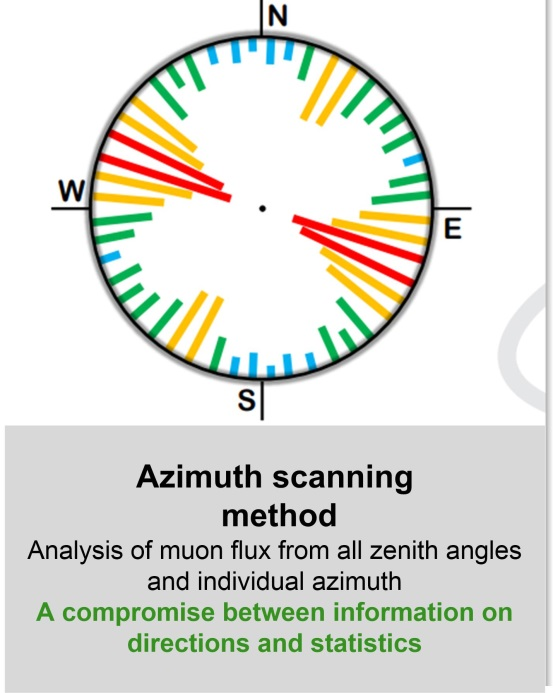 N
W
E
S
Azimuth scanning
method
Analysis of muon flux from all zenith angles
and individual azimuth
A compromise between information on
directions and statistics